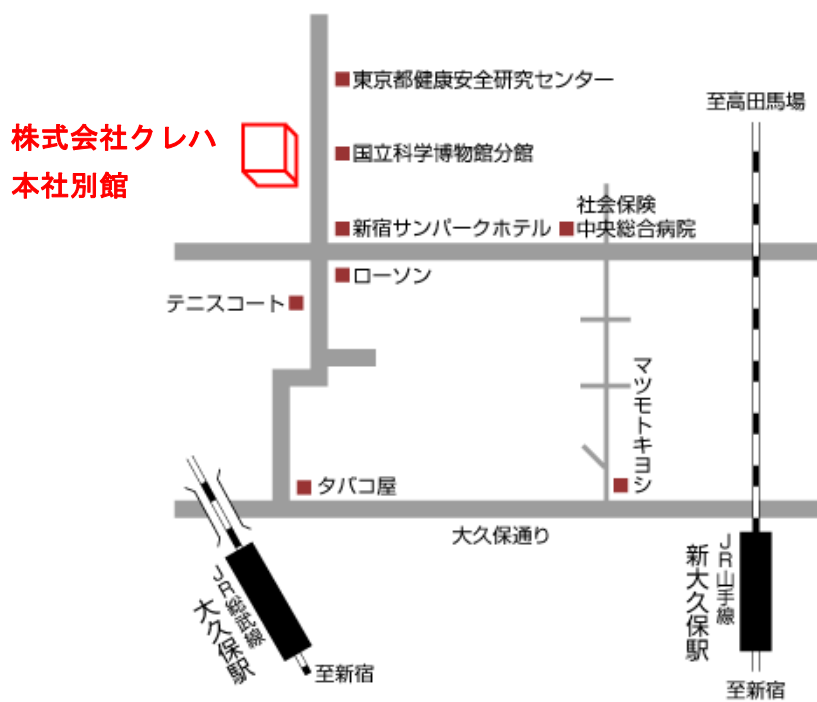 東京都健康安全研究センター
至高田馬場
株式会社クレハ
本社別館
国立科学博物館分館
社会保険
中央総合病院
新宿サンパークホテル
ローソン
テニスコート
マツモトキヨシ
タバコ屋
大久保通り
JR山手線
新大久保駅
JR総武線
大久保駅
至新宿
至新宿